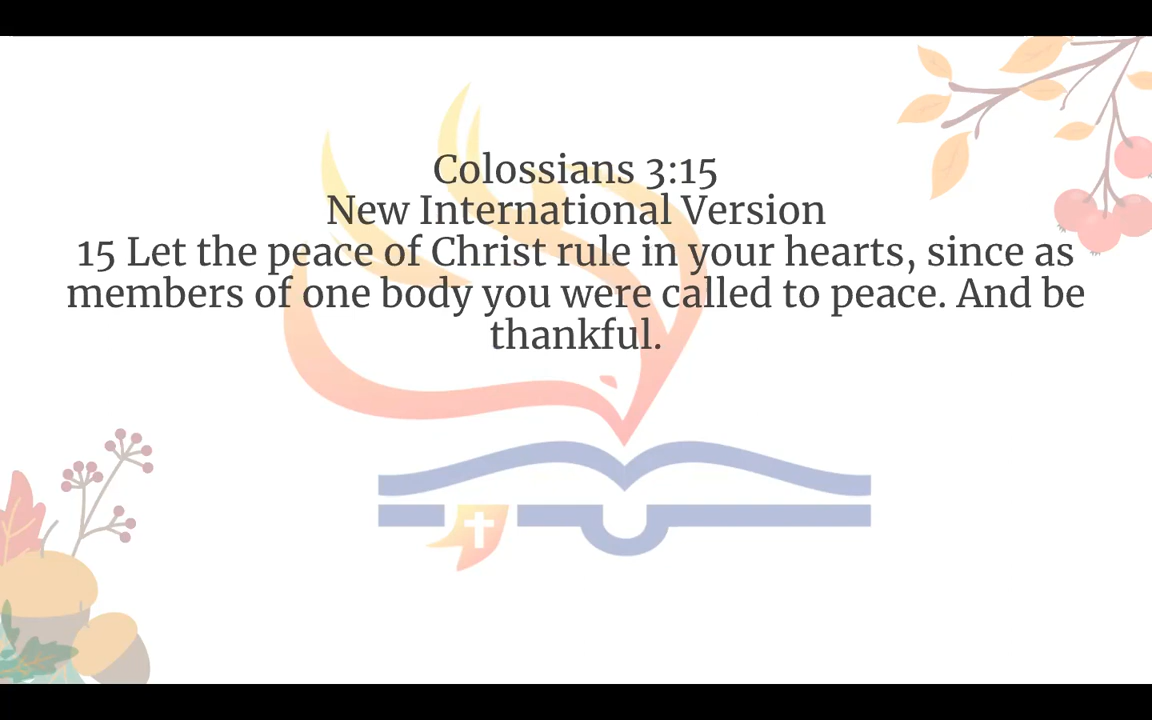 Colossians 3:15
New International Version
15 Let the peace of Christ rule in your hearts, since as
members of one body you were called to peace. And be
thankful.